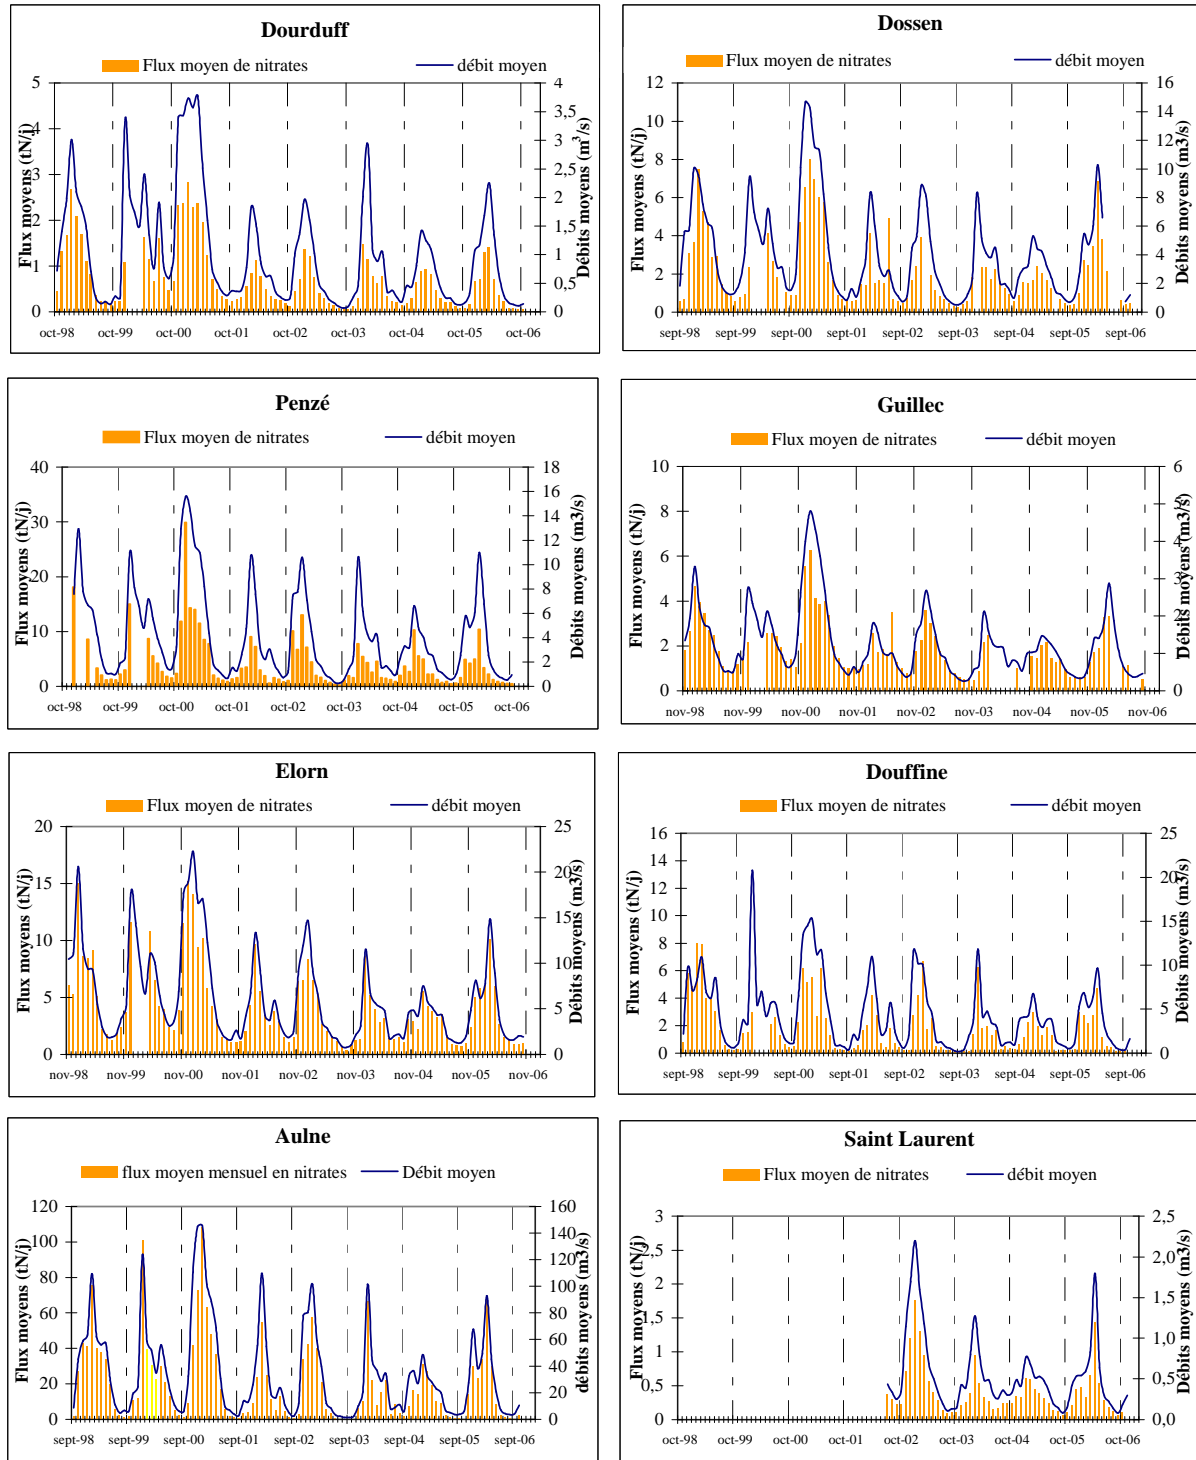 Dourduff
Flux moyen de nitrates
débit moyen
Flux moyens (tN/j)
5
4
3
2
1
0
Débits moyens (m³/s)
4
3,5
3
2,5
2
1,5
1
0,5
0
oct-98 oct-99 oct-00 oct-01 oct-02 oct-03 oct-04 oct-05 oct-06
Dossen
Flux moyen de nitrates
débit moyen
Flux moyens (tN/j)
12
10
8
6
4
2
0
Débits moyens (m3/s)
16
14
12
10
8
6
4
2
0
sept-98 sept-99 sept-00 sept-01 sept-02 sept-03 sept-04 sept-05 sept-06
Penzé
Flux moyen de nitrates
débit moyen
Flux moyens (tN/j)
40
30
20
10
0
Débits moyens (m3/s)
18
16
14
12
10
8
6
4
2
0
oct-98 oct-99 oct-00 oct-01 oct-02 oct-03 oct-04 oct-05 oct-06
Guillec
Flux moyen de nitrates
débit moyen
Flux moyens (tN/j)
10
8
6
4
2
0
Débits moyens (m3/s)
6
5
4
3
2
1
0
nov-98 nov-99 nov-00 nov-01 nov-02 nov-03 nov-04 nov-05 nov-06
Elorn
Flux moyen de nitrates
débit moyen
Flux moyens (tN/j)
20
15
10
5
0
Débits moyens (m3/s)
25
20
15
10
5
0
nov-98 nov-99 nov-00 nov-01 nov-02 nov-03 nov-04 nov-05 nov-06
Douffine
Flux moyen de nitrates
débit moyen
Flux moyens (tN/j)
16
14
12
10
8
6
4
2
0
Débits moyens (m3/s)
25
20
15
10
5
0
sept-98 sept-99 sept-00 sept-01 sept-02 sept-03 sept-04 sept-05 sept-06
Aulne
flux moyen mensuel en nitrates
Débit moyen
Flux moyens (tN/j)
120
100
80
60
40
20
0
débits moyens (m3/s)
160
140
120
100
80
60
40
20
0
sept-98 sept-99 sept-00 sept-01 sept-02 sept-03 sept-04 sept-05 sept-06
Saint Laurent
Flux moyen de nitrates
débit moyen
Flux moyens (tN/j)
3
2,5
2
1,5
1
0,5
0
Débits moyens (m3/s)
2,5
2,0
1,5
1,0
0,5
0,0
oct-98 oct-99 oct-00 oct-01 oct-02 oct-03 oct-04 oct-05 oct-06